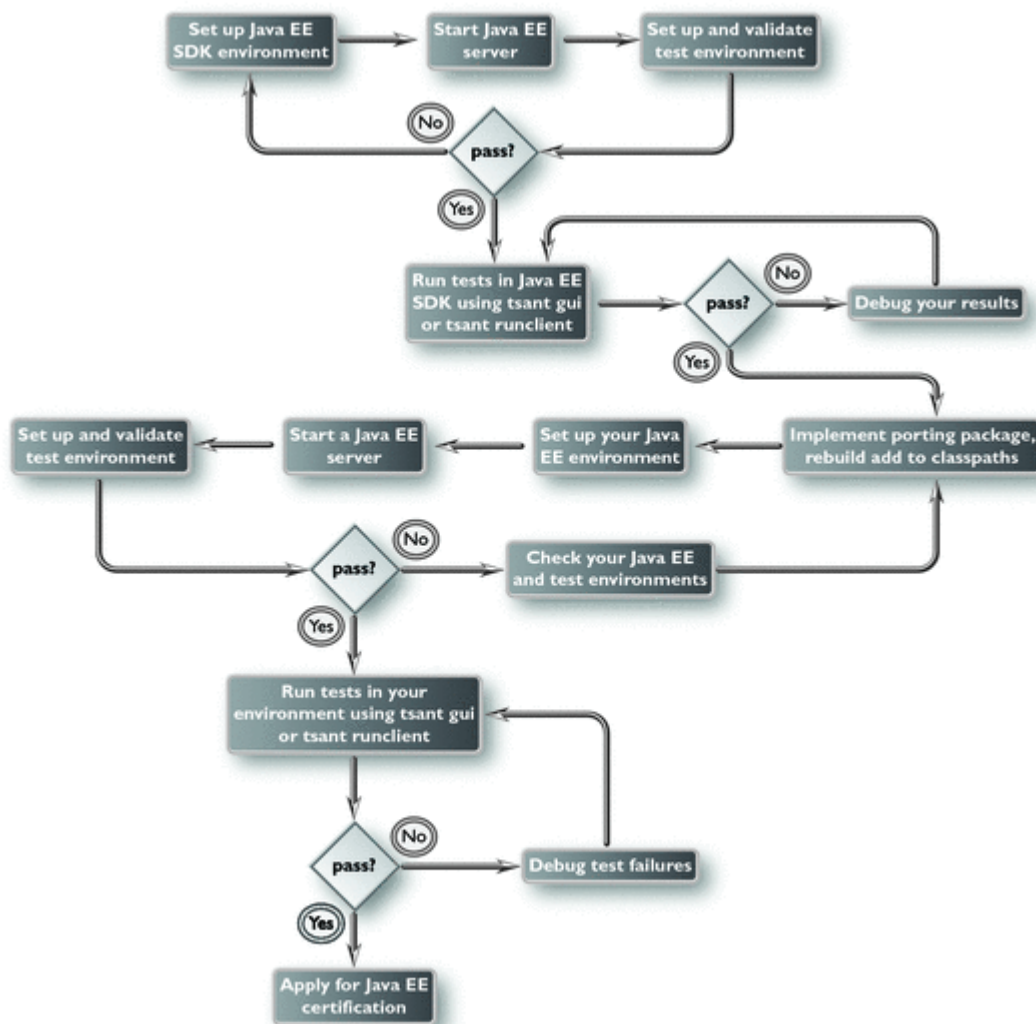 Set up Java EE
SDK environment
Start Java EE
server
Set up and validate
test environment
No
pass?
Yes
Run tests in Java EE
SDK using tsant gui
or tsant runclient
pass?
No
Debug your results
Yes
Set up and validate
test environment
Start a Java EE
server
Set up your Java
EE environment
Implement porting package,
rebuild add to classpaths
pass?
No
Check your Java EE
and test environments
Yes
Run tests in your
environment using tsant gui
or tsant runclient
pass?
No
Debug test failures
Yes
Apply for Java EE
certification